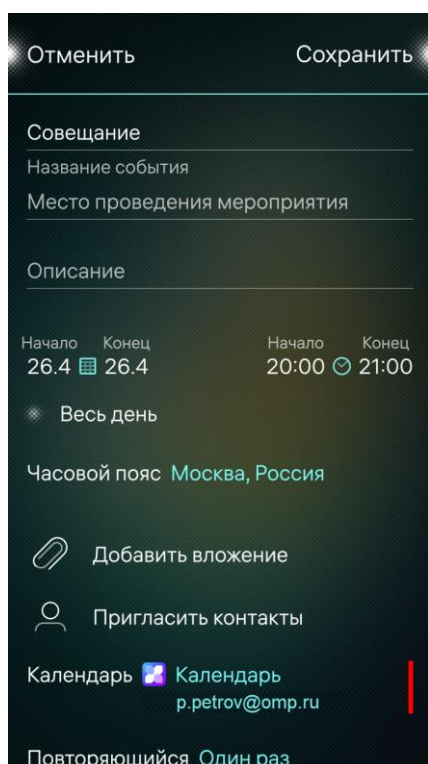 Отменить Сохранить
Совещание
Название события
Место проведения мероприятия
Описание
Начало Конец Начало Конец
26.4 26.4 20:00 21:00
Весь день
Часовой пояс Москва, Россия
Добавить вложение
Пригласить контакты
Календарь Календарь
p.petrov@omp.ru
Повторяющийся Один раз